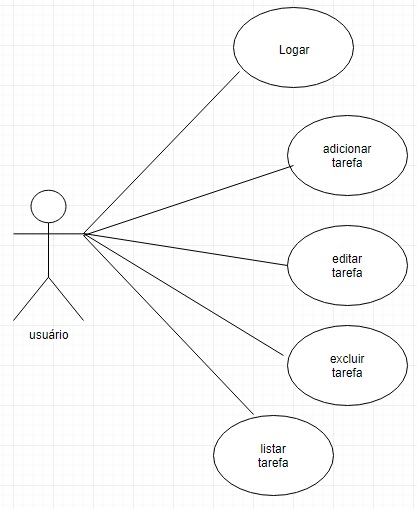 Logar
adicionar
tarefa
editar
tarefa
usuário
excluir
tarefa
listar
tarefa